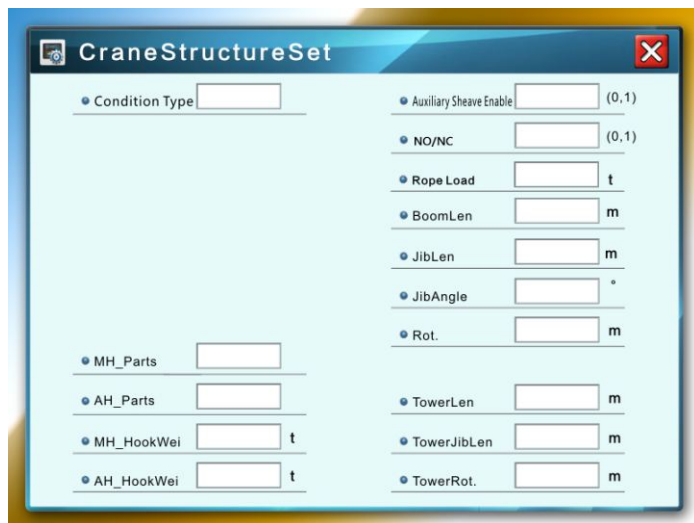 CraneStructureSet
Condition Type
MH_Parts
AH_Parts
MH_HookWei t
AH_HookWei t
Auxiliary Sheave Enable (0,1)
NO/NC (0,1)
Rope Load t
BoomLen m
JibLen m
JibAngle °
Rot. m
TowerLen m
TowerJibLen m
TowerRot. m